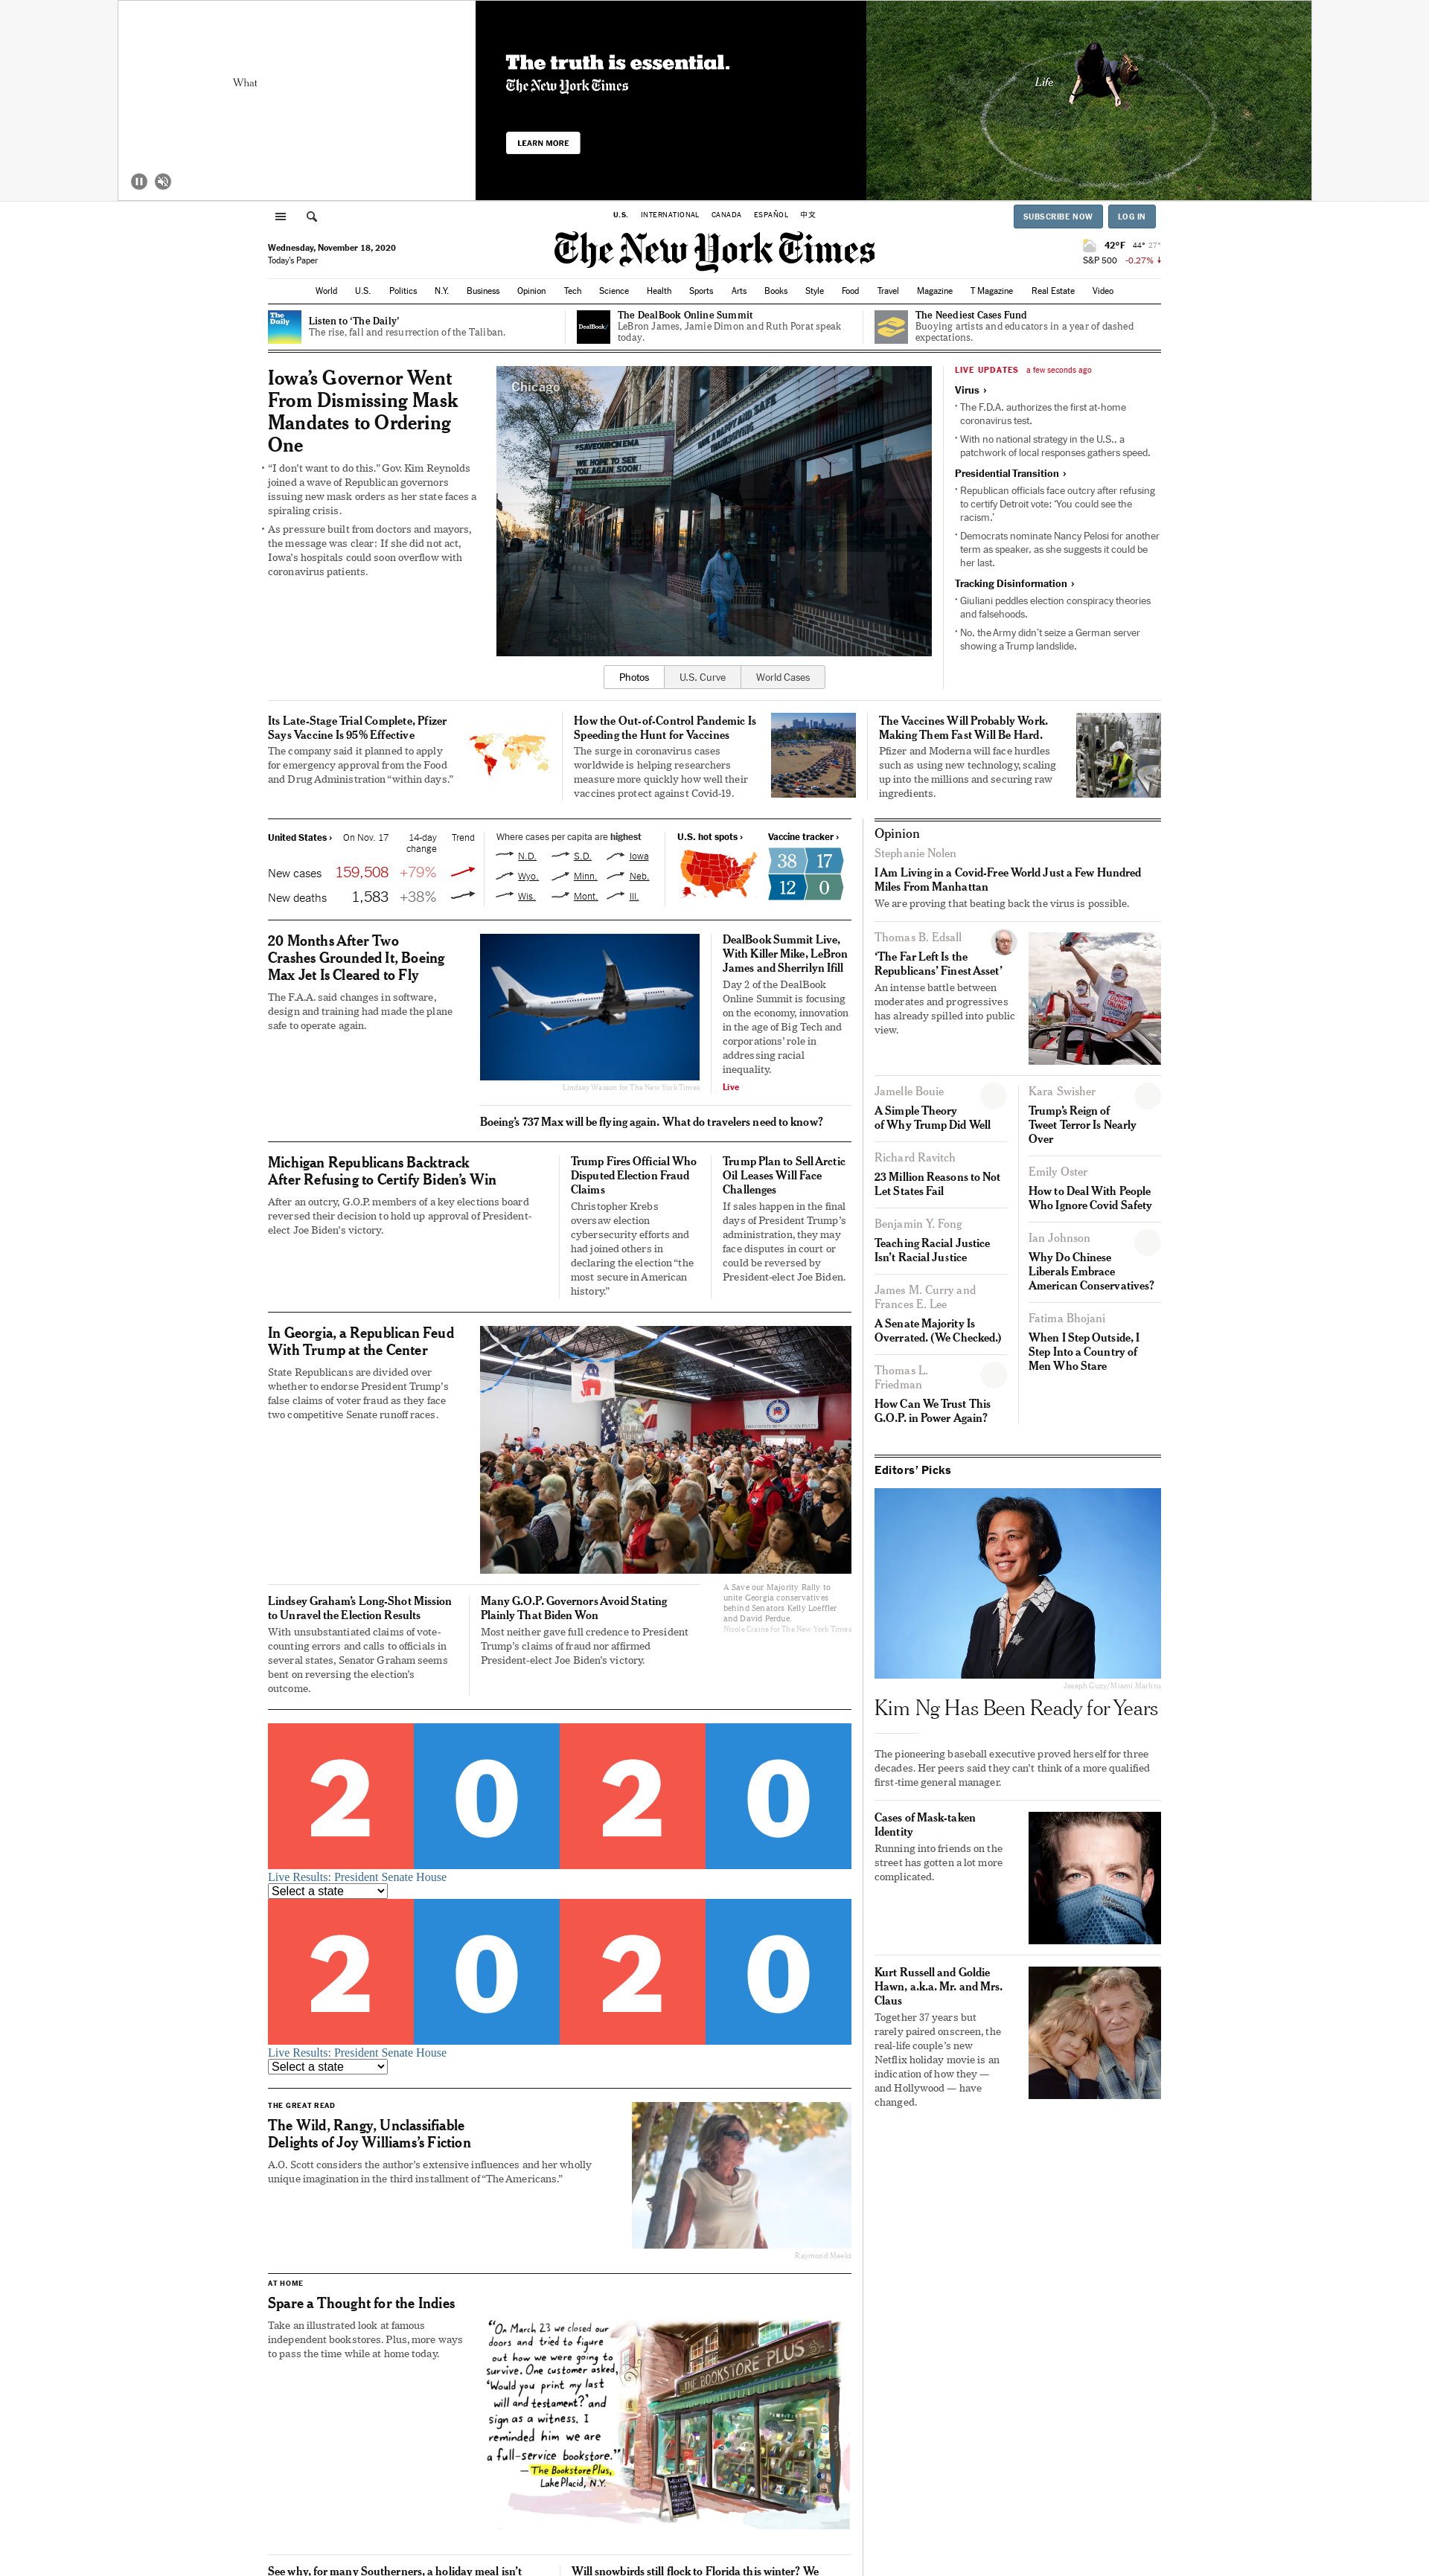 What
The truth is essential.
The New York Times
LEARN MORE
Life
U.S. INTERNATIONAL CANADA ESPAÑOL 中文
SUBSCRIBE NOW LOG IN
Wednesday, November 18, 2020
Today's Paper
The New York Times
42°F 44° 27°
S&P 500 -0.27%
World U.S. Politics N.Y. Business Opinion Tech Science Health Sports Arts Books Style Food Travel Magazine T Magazine Real Estate Video
The
Daily
Listen to ‘The Daily’
The rise, fall and resurrection of the Taliban.
DealBook/
The DealBook Online Summit
LeBron James, Jamie Dimon and Ruth Porat speak
today.
The Neediest Cases Fund
Buoying artists and educators in a year of dashed
expectations.
Iowa’s Governor Went
From Dismissing Mask
Mandates to Ordering
One
“I don’t want to do this.” Gov. Kim Reynolds
joined a wave of Republican governors
issuing new mask orders as her state faces a
spiraling crisis.
As pressure built from doctors and mayors,
the message was clear: If she did not act,
Iowa’s hospitals could soon overflow with
coronavirus patients.
Chicago
#SAVEOURCINEMA
WE HOPE TO SEE
YOU AGAIN SOON!
Photos U.S. Curve World Cases
LIVE UPDATES a few seconds ago
Virus ›
The F.D.A. authorizes the first at-home
coronavirus test.
With no national strategy in the U.S., a
patchwork of local responses gathers speed.
Presidential Transition ›
Republican officials face outcry after refusing
to certify Detroit vote: ‘You could see the
racism.’
Democrats nominate Nancy Pelosi for another
term as speaker, as she suggests it could be
her last.
Tracking Disinformation ›
Giuliani peddles election conspiracy theories
and falsehoods.
No, the Army didn’t seize a German server
showing a Trump landslide.
Its Late-Stage Trial Complete, Pfizer
Says Vaccine Is 95% Effective
The company said it planned to apply
for emergency approval from the Food
and Drug Administration “within days.”
How the Out-of-Control Pandemic Is
Speeding the Hunt for Vaccines
The surge in coronavirus cases
worldwide is helping researchers
measure more quickly how well their
vaccines protect against Covid-19.
The Vaccines Will Probably Work.
Making Them Fast Will Be Hard.
Pfizer and Moderna will face hurdles
such as using new technology, scaling
up into the millions and securing raw
ingredients.
United States › On Nov. 17 14-day change Trend
New cases 159,508 +79%
New deaths 1,583 +38%
Where cases per capita are highest
N.D. S.D. Iowa
Wyo. Minn. Neb.
Wis. Mont. Ill.
U.S. hot spots ›
Vaccine tracker ›
38 17
12 0
20 Months After Two
Crashes Grounded It, Boeing
Max Jet Is Cleared to Fly
The F.A.A. said changes in software,
design and training had made the plane
safe to operate again.
Lindsey Wasson for The New York Times
DealBook Summit Live,
With Killer Mike, LeBron
James and Sherrilyn Ifill
Day 2 of the DealBook
Online Summit is focusing
on the economy, innovation
in the age of Big Tech and
corporations’ role in
addressing racial
inequality.
Live
Boeing’s 737 Max will be flying again. What do travelers need to know?
Michigan Republicans Backtrack
After Refusing to Certify Biden’s Win
After an outcry, G.O.P. members of a key elections board
reversed their decision to hold up approval of President-
elect Joe Biden’s victory.
Trump Fires Official Who
Disputed Election Fraud
Claims
Christopher Krebs
oversaw election
cybersecurity efforts and
had joined others in
declaring the election “the
most secure in American
history.”
Trump Plan to Sell Arctic
Oil Leases Will Face
Challenges
If sales happen in the final
days of President Trump’s
administration, they may
face disputes in court or
could be reversed by
President-elect Joe Biden.
In Georgia, a Republican Feud
With Trump at the Center
State Republicans are divided over
whether to endorse President Trump’s
false claims of voter fraud as they face
two competitive Senate runoff races.
A Save our Majority Rally to
unite Georgia conservatives
behind Senators Kelly Loeffler
and David Perdue.
Nicole Craine for The New York Times
Lindsey Graham’s Long-Shot Mission
to Unravel the Election Results
With unsubstantiated claims of vote-
counting errors and calls to officials in
several states, Senator Graham seems
bent on reversing the election’s
outcome.
Many G.O.P. Governors Avoid Stating
Plainly That Biden Won
Most neither gave full credence to President
Trump’s claims of fraud nor affirmed
President-elect Joe Biden’s victory.
2 0 2 0
Live Results: President Senate House
Select a state
2 0 2 0
Live Results: President Senate House
Select a state
THE GREAT READ
The Wild, Rangy, Unclassifiable
Delights of Joy Williams’s Fiction
A.O. Scott considers the author’s extensive influences and her wholly
unique imagination in the third installment of “The Americans.”
Raymond Meeks
AT HOME
Spare a Thought for the Indies
Take an illustrated look at famous
independent bookstores. Plus, more ways
to pass the time while at home today.
“On March 23 we closed our
doors and tried to figure
out how we were going to
survive. One customer asked,
‘Would you print my last
will and testament?’ and
sign as a witness. I
reminded him we are
a full-service bookstore.”
— The Bookstore Plus,
Lake Placid, N.Y.
THE BOOKSTORE PLUS
See why, for many Southerners, a holiday meal isn’t
Will snowbirds still flock to Florida this winter? We
Opinion
Stephanie Nolen
I Am Living in a Covid-Free World Just a Few Hundred
Miles From Manhattan
We are proving that beating back the virus is possible.
Thomas B. Edsall
‘The Far Left Is the
Republicans’ Finest Asset’
An intense battle between
moderates and progressives
has already spilled into public
view.
Jamelle Bouie
A Simple Theory
of Why Trump Did Well
Richard Ravitch
23 Million Reasons to Not
Let States Fail
Benjamin Y. Fong
Teaching Racial Justice
Isn’t Racial Justice
James M. Curry and
Frances E. Lee
A Senate Majority Is
Overrated. (We Checked.)
Thomas L.
Friedman
How Can We Trust This
G.O.P. in Power Again?
Kara Swisher
Trump’s Reign of
Tweet Terror Is Nearly
Over
Emily Oster
How to Deal With People
Who Ignore Covid Safety
Ian Johnson
Why Do Chinese
Liberals Embrace
American Conservatives?
Fatima Bhojani
When I Step Outside, I
Step Into a Country of
Men Who Stare
Editors’ Picks
Joseph Guzy/Miami Marlins
Kim Ng Has Been Ready for Years
The pioneering baseball executive proved herself for three
decades. Her peers said they can’t think of a more qualified
first-time general manager.
Cases of Mask-taken
Identity
Running into friends on the
street has gotten a lot more
complicated.
Kurt Russell and Goldie
Hawn, a.k.a. Mr. and Mrs.
Claus
Together 37 years but
rarely paired onscreen, the
real-life couple’s new
Netflix holiday movie is an
indication of how they —
and Hollywood — have
changed.